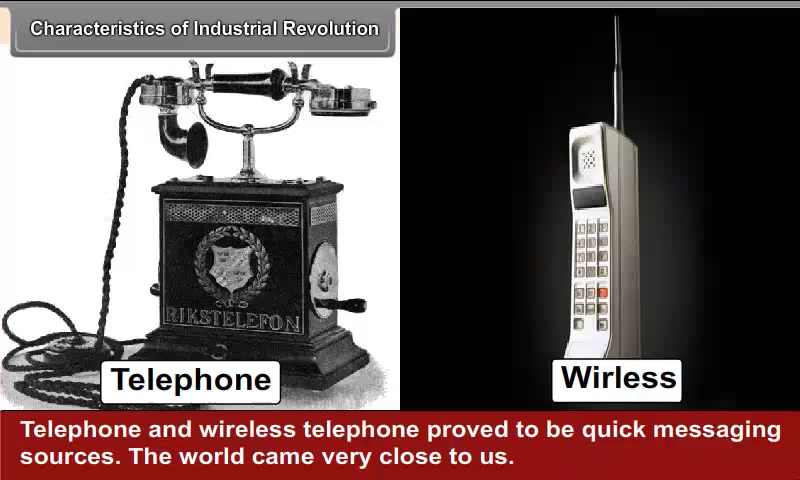 Characteristics of Industrial Revolution
RIKSTELEFON
Telephone
Wirless
Telephone and wireless telephone proved to be quick messaging
sources. The world came very close to us.